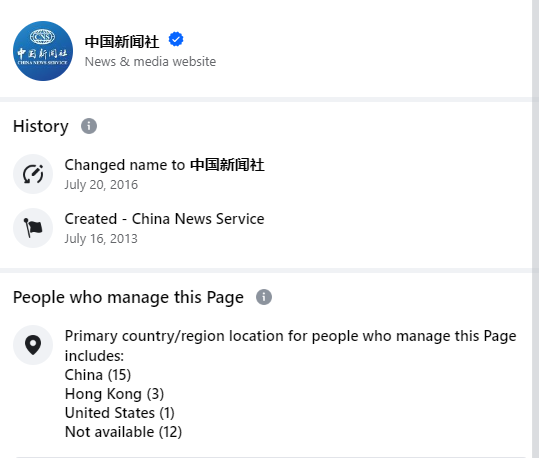 CNS
中国新闻社
CHINA NEWS SERVICE
中国新闻社
News & media website
History
Changed name to 中国新闻社
July 20, 2016
Created - China News Service
July 16, 2013
People who manage this Page
Primary country/region location for people who manage this Page
includes:
China (15)
Hong Kong (3)
United States (1)
Not available (12)